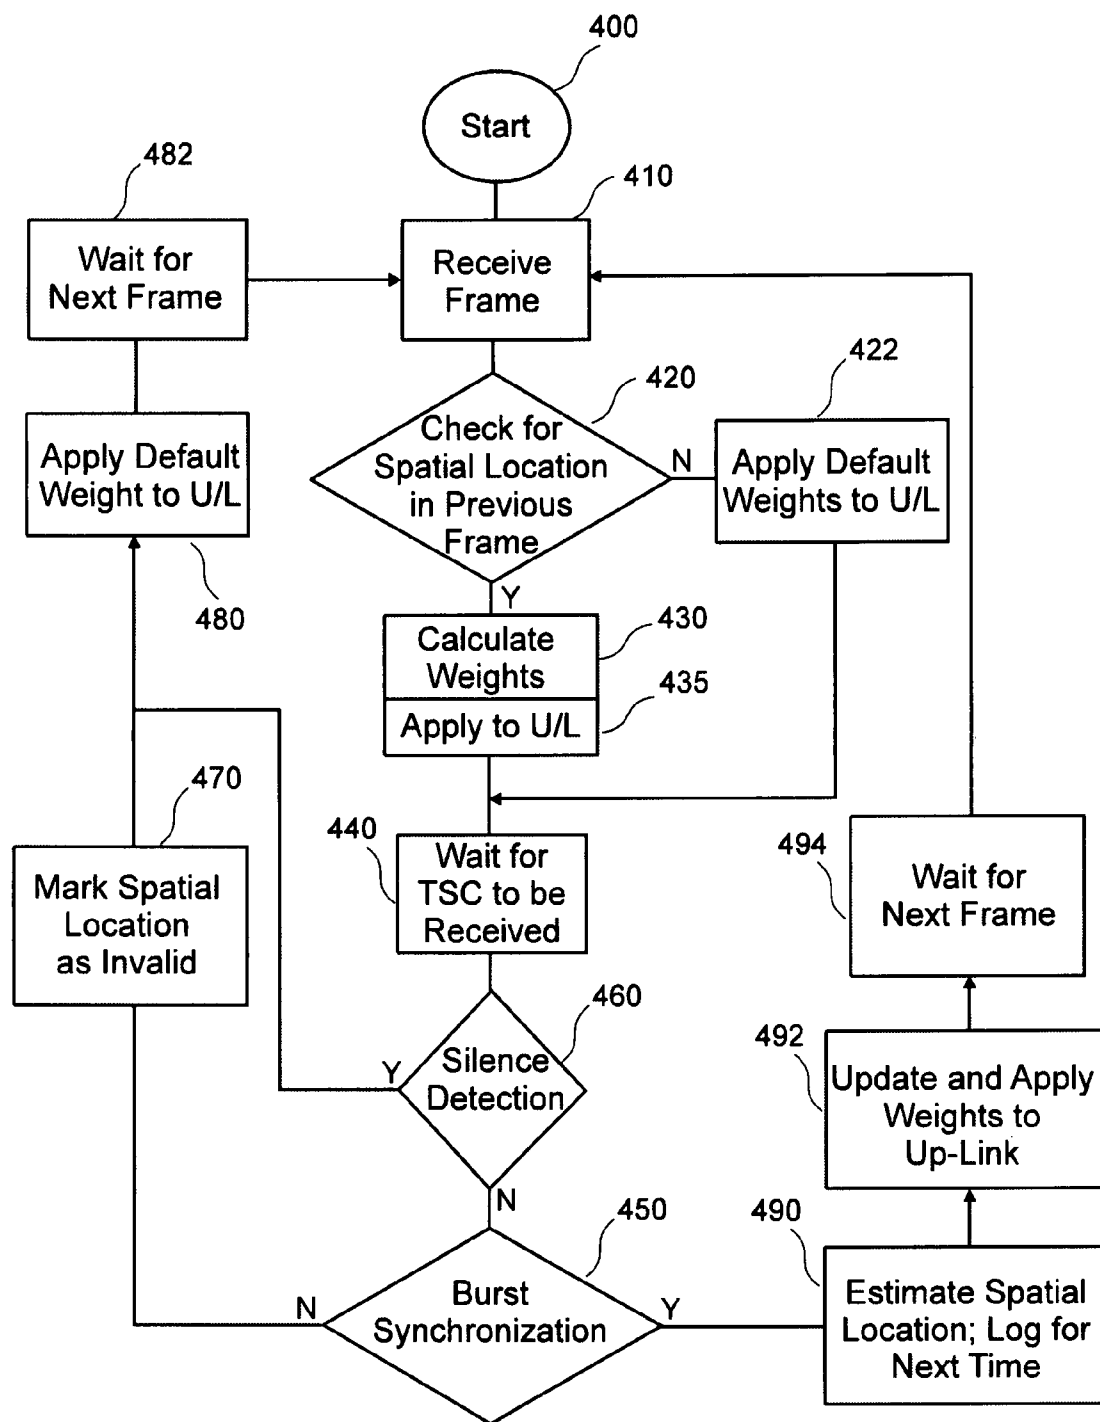 400
Start
482
410
Wait for
Next Frame
Receive
Frame
422
420
Check for
Spatial Location
in Previous
Frame
N
Apply Default
Weights to U/L
Apply Default
Weight to U/L
480
Y
430
Calculate
Weights
435
Apply to U/L
470
440
494
Mark Spatial
Location
as Invalid
Wait for
TSC to be
Received
Wait for
Next Frame
460
Silence
Detection
Y
492
Update and Apply
Weights to
Up-Link
N
450
490
Burst
Synchronization
N
Y
Estimate Spatial
Location; Log for
Next Time